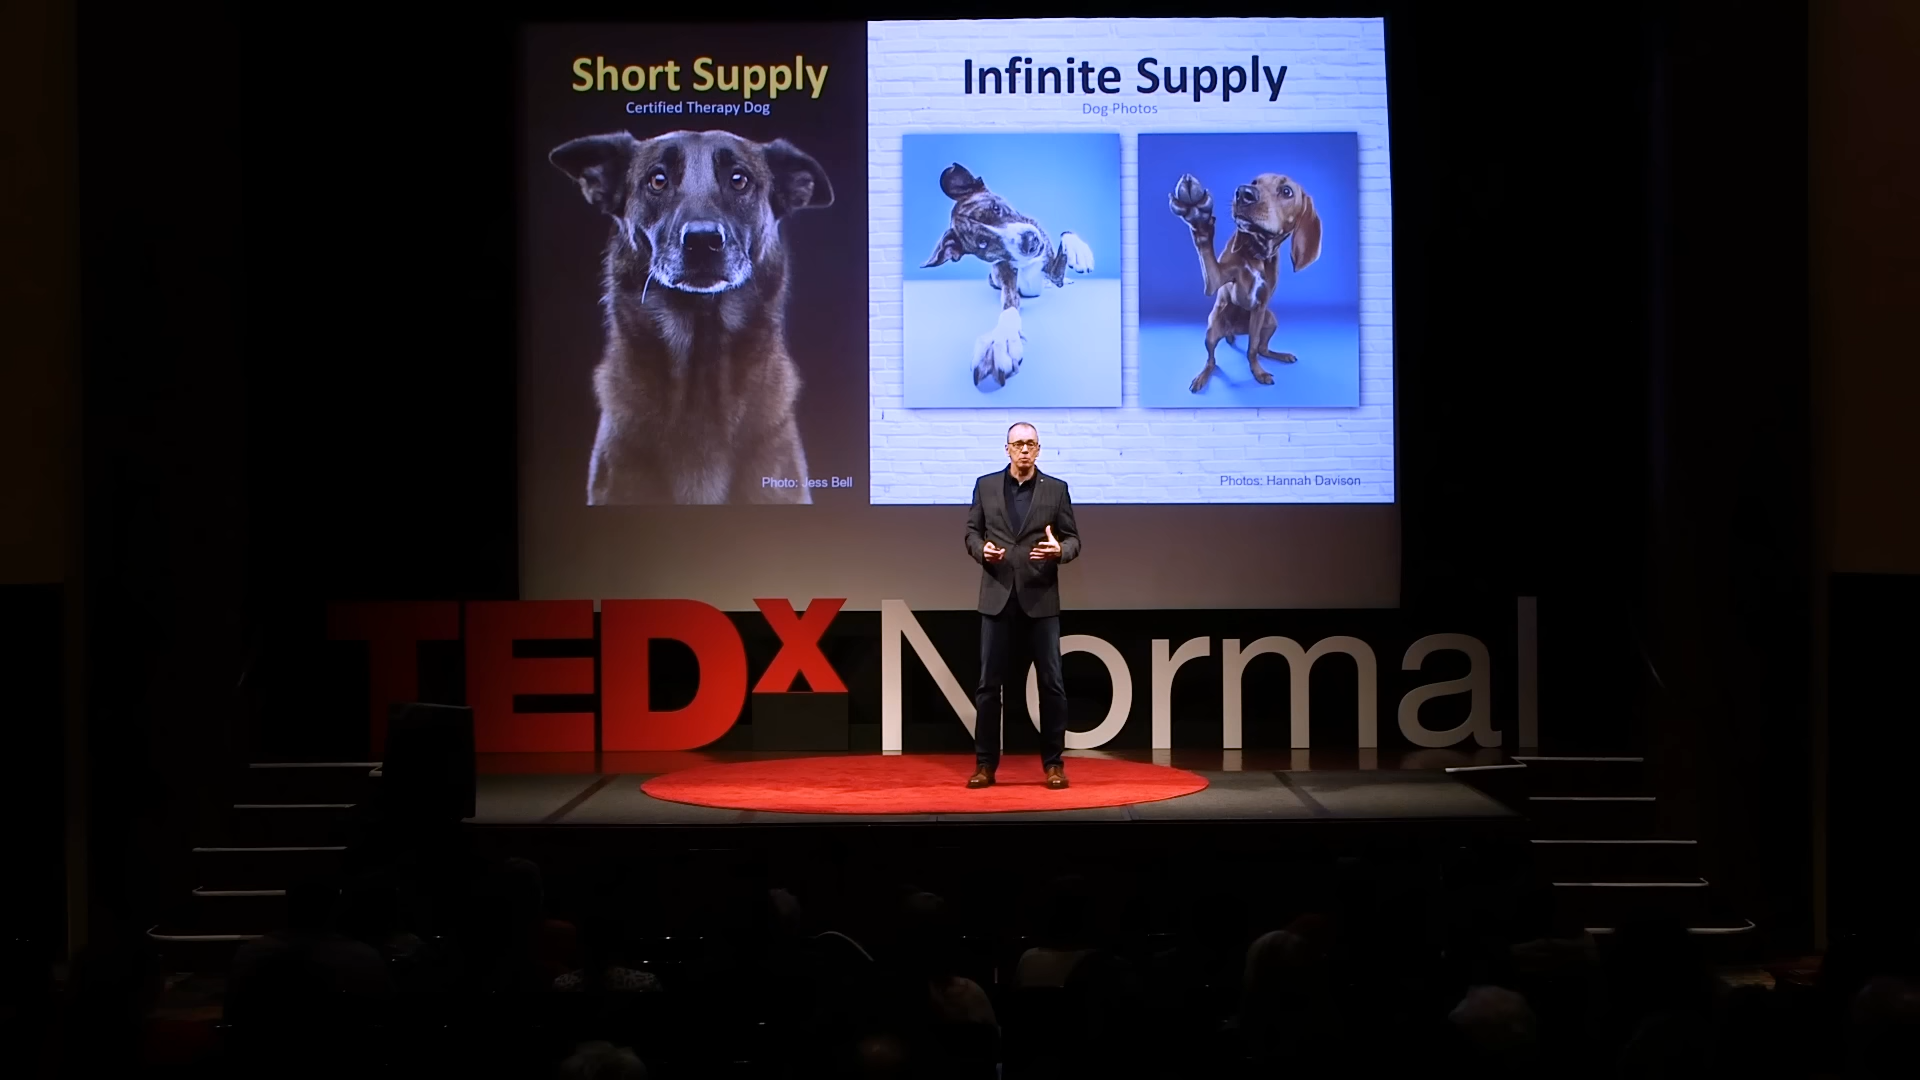 Short Supply
Certified Therapy Dog
Photo: Jess Bell
Infinite Supply
Dog Photos
Photos: Hannah Davison
TEDx Normal